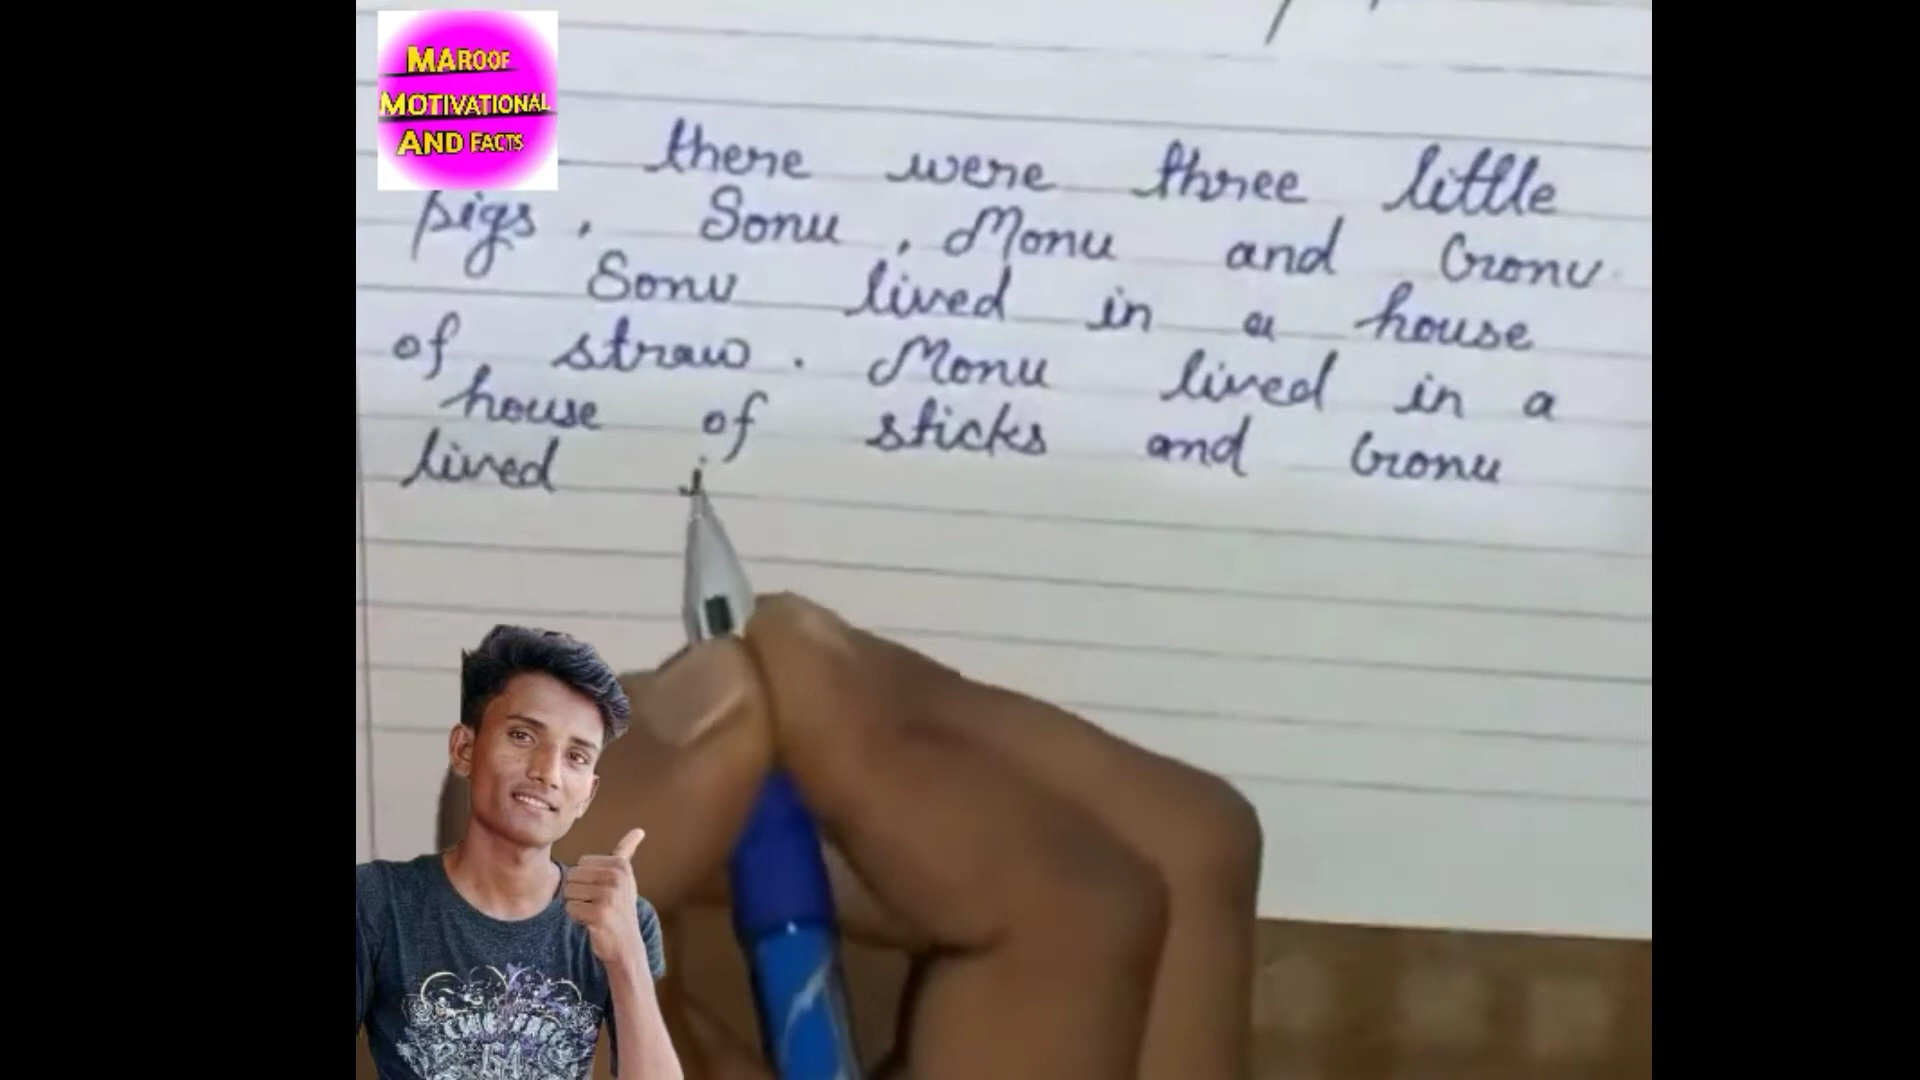 MAROOF
MOTIVATIONAL
AND FACTS
there were three little
pigs, Sonu, Monu and Gronu.
Sonu lived in a house
of straw. Monu lived in a
house of sticks and Gronu
lived i